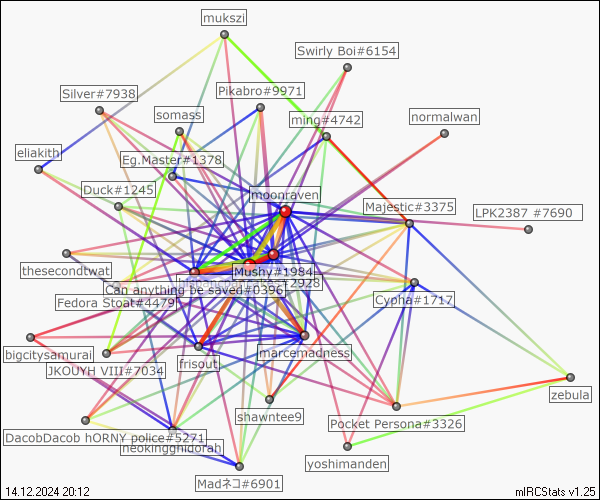 mukszi
Swirly Boi#6154
Silver#7938
Pikabro#9971
somass
ming#4742
normalwan
eliakith
Eg.Master#1378
Duck#1245
moonraven
Majestic#3375
LPK2387 #7690
thesecondtwat
Mushy#1984
#2928
Can anything be saved#0396
Fedora Stoat#4479
Cypha#1717
bigcitysamurai
JKOUYH VIII#7034
frisout
marcemadness
zebula
shawntee9
Pocket Persona#3326
DacobDacob hORNY police#5271
neokingghidorah
yoshimanden
Madネコ#6901
14.12.2024 20:12
mIRCStats v1.25